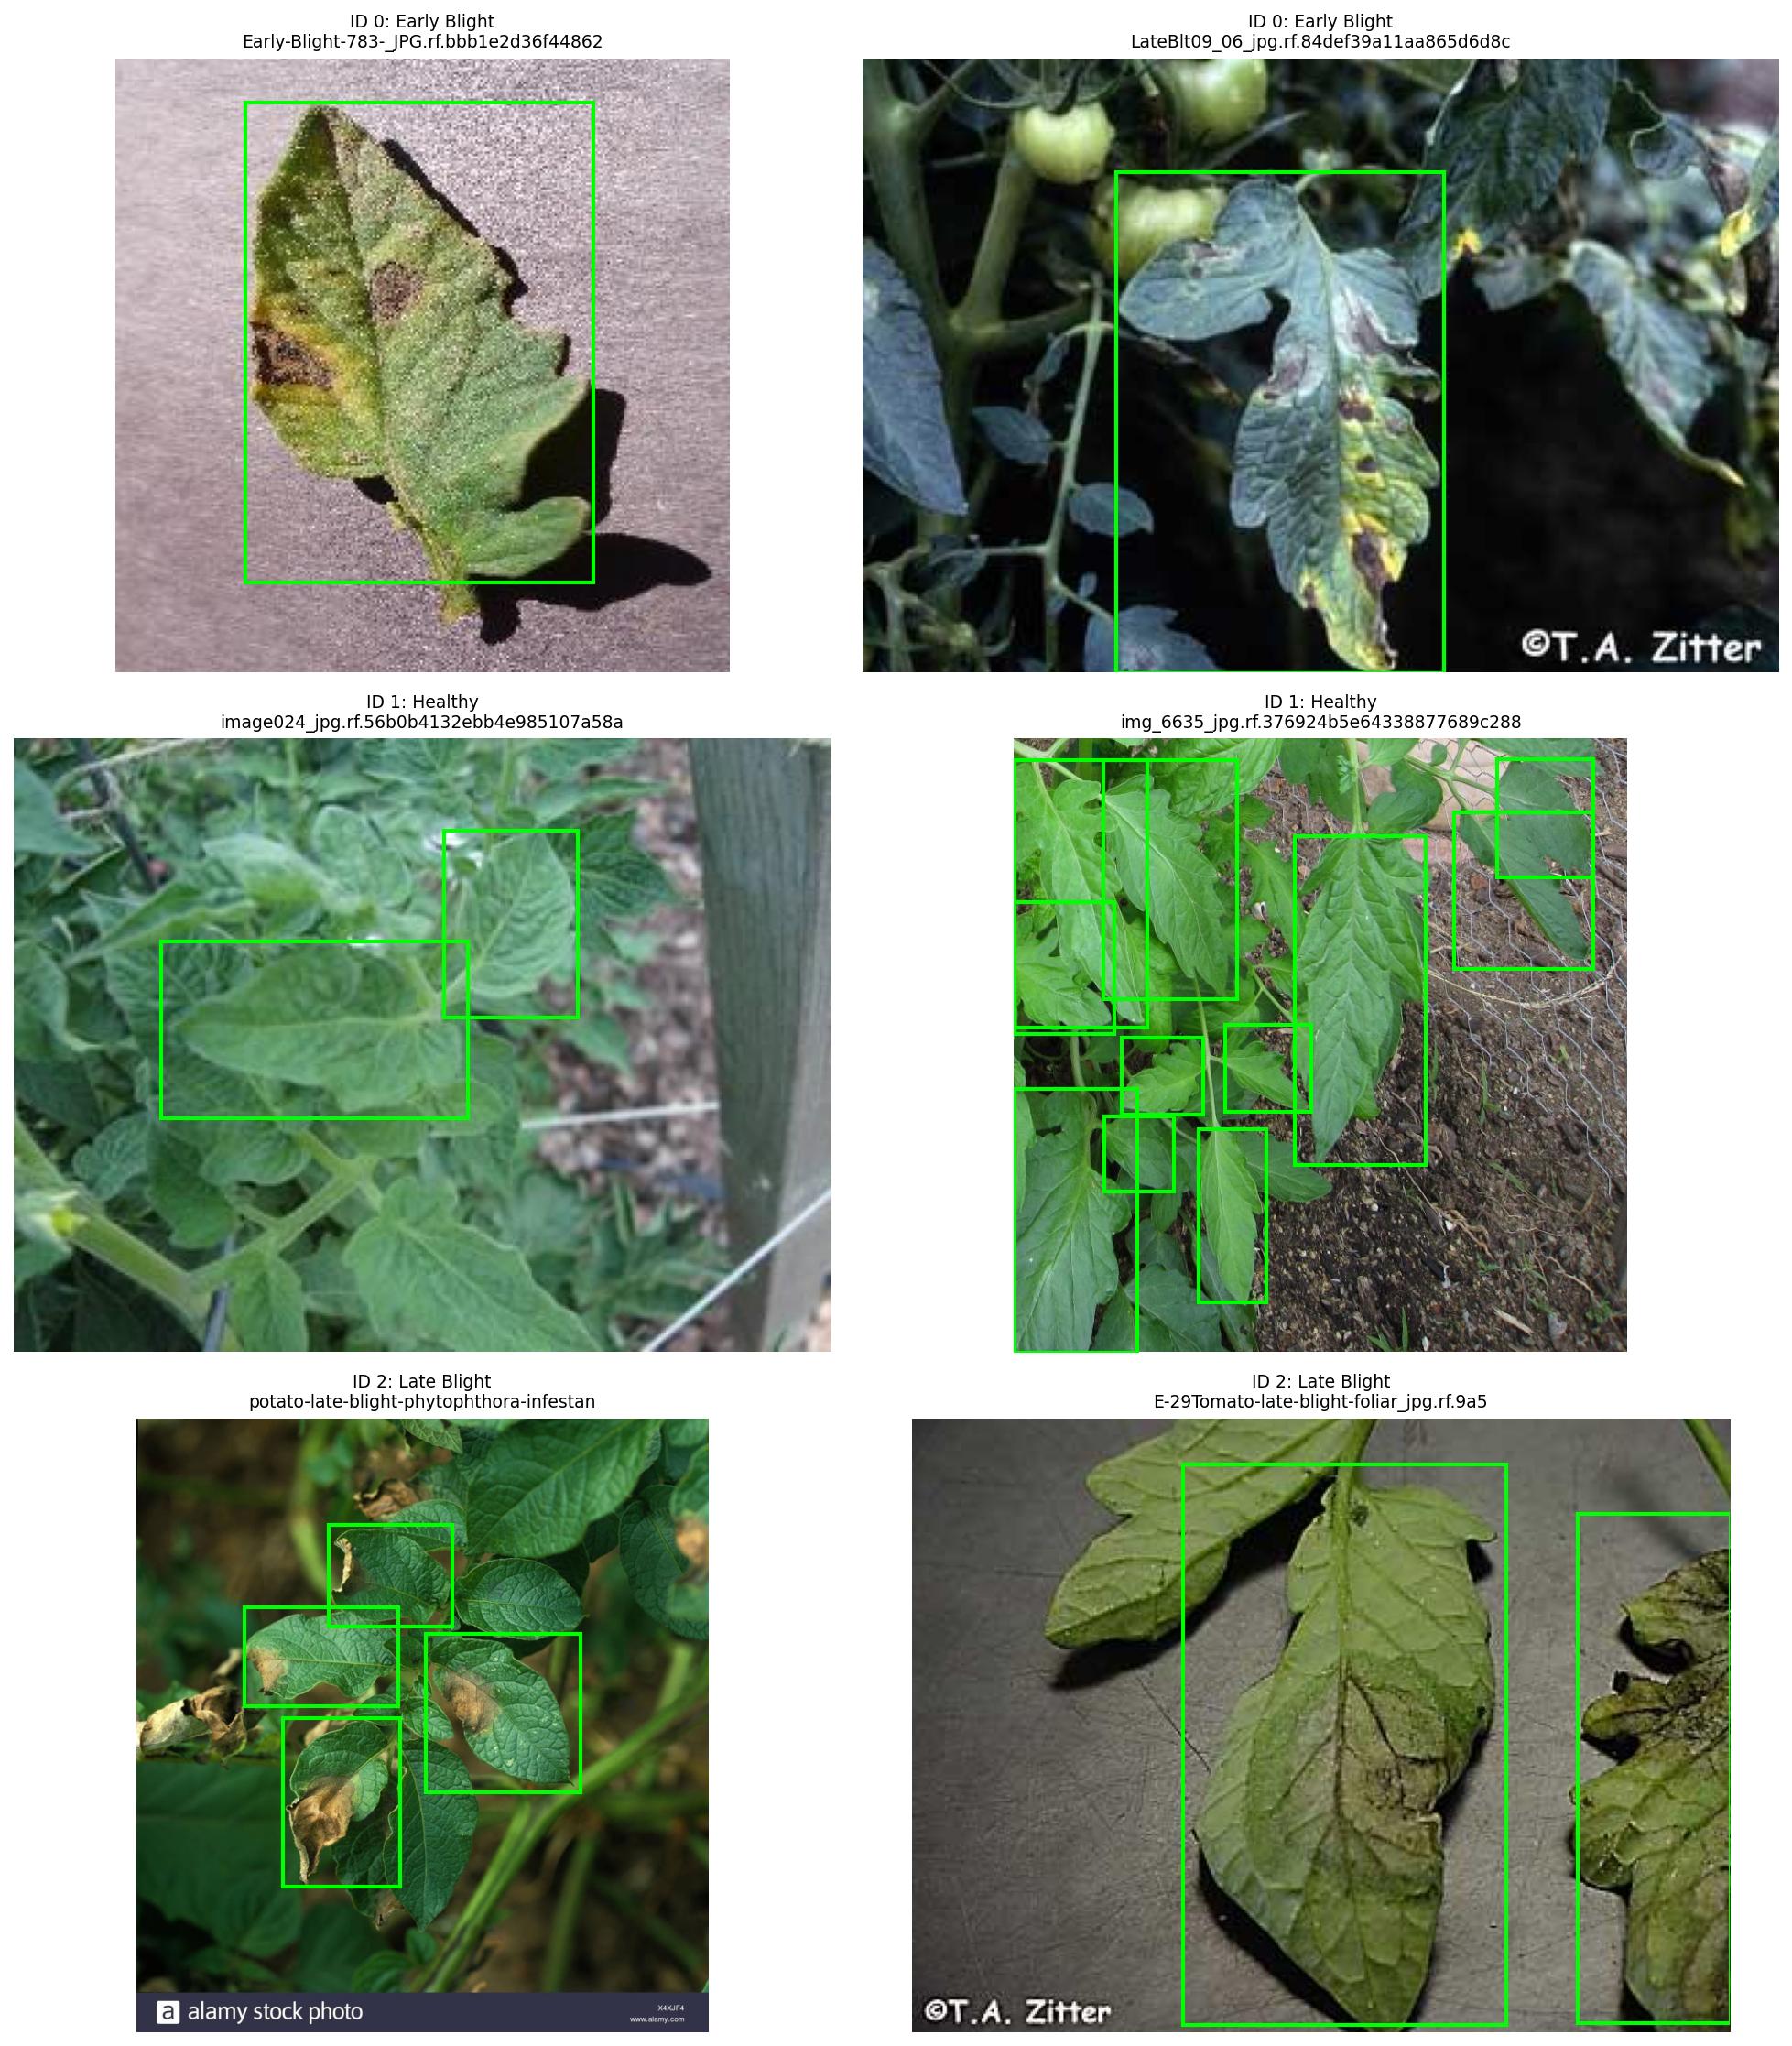 ID 0: Early Blight
Early-Blight-783-_JPG.rf.bbb1e2d36f44862
ID 0: Early Blight
LateBlt09_06_jpg.rf.84def39a11aa865d6d8c
©T.A. Zitter
ID 1: Healthy
image024_jpg.rf.56b0b4132ebb4e985107a58a
ID 1: Healthy
img_6635_jpg.rf.376924b5e64338877689c288
ID 2: Late Blight
potato-late-blight-phytophthora-infestan
ID 2: Late Blight
E-29Tomato-late-blight-foliar_jpg.rf.9a5
a alamy stock photo
X4XJF4
www.alamy.com
©T.A. Zitter